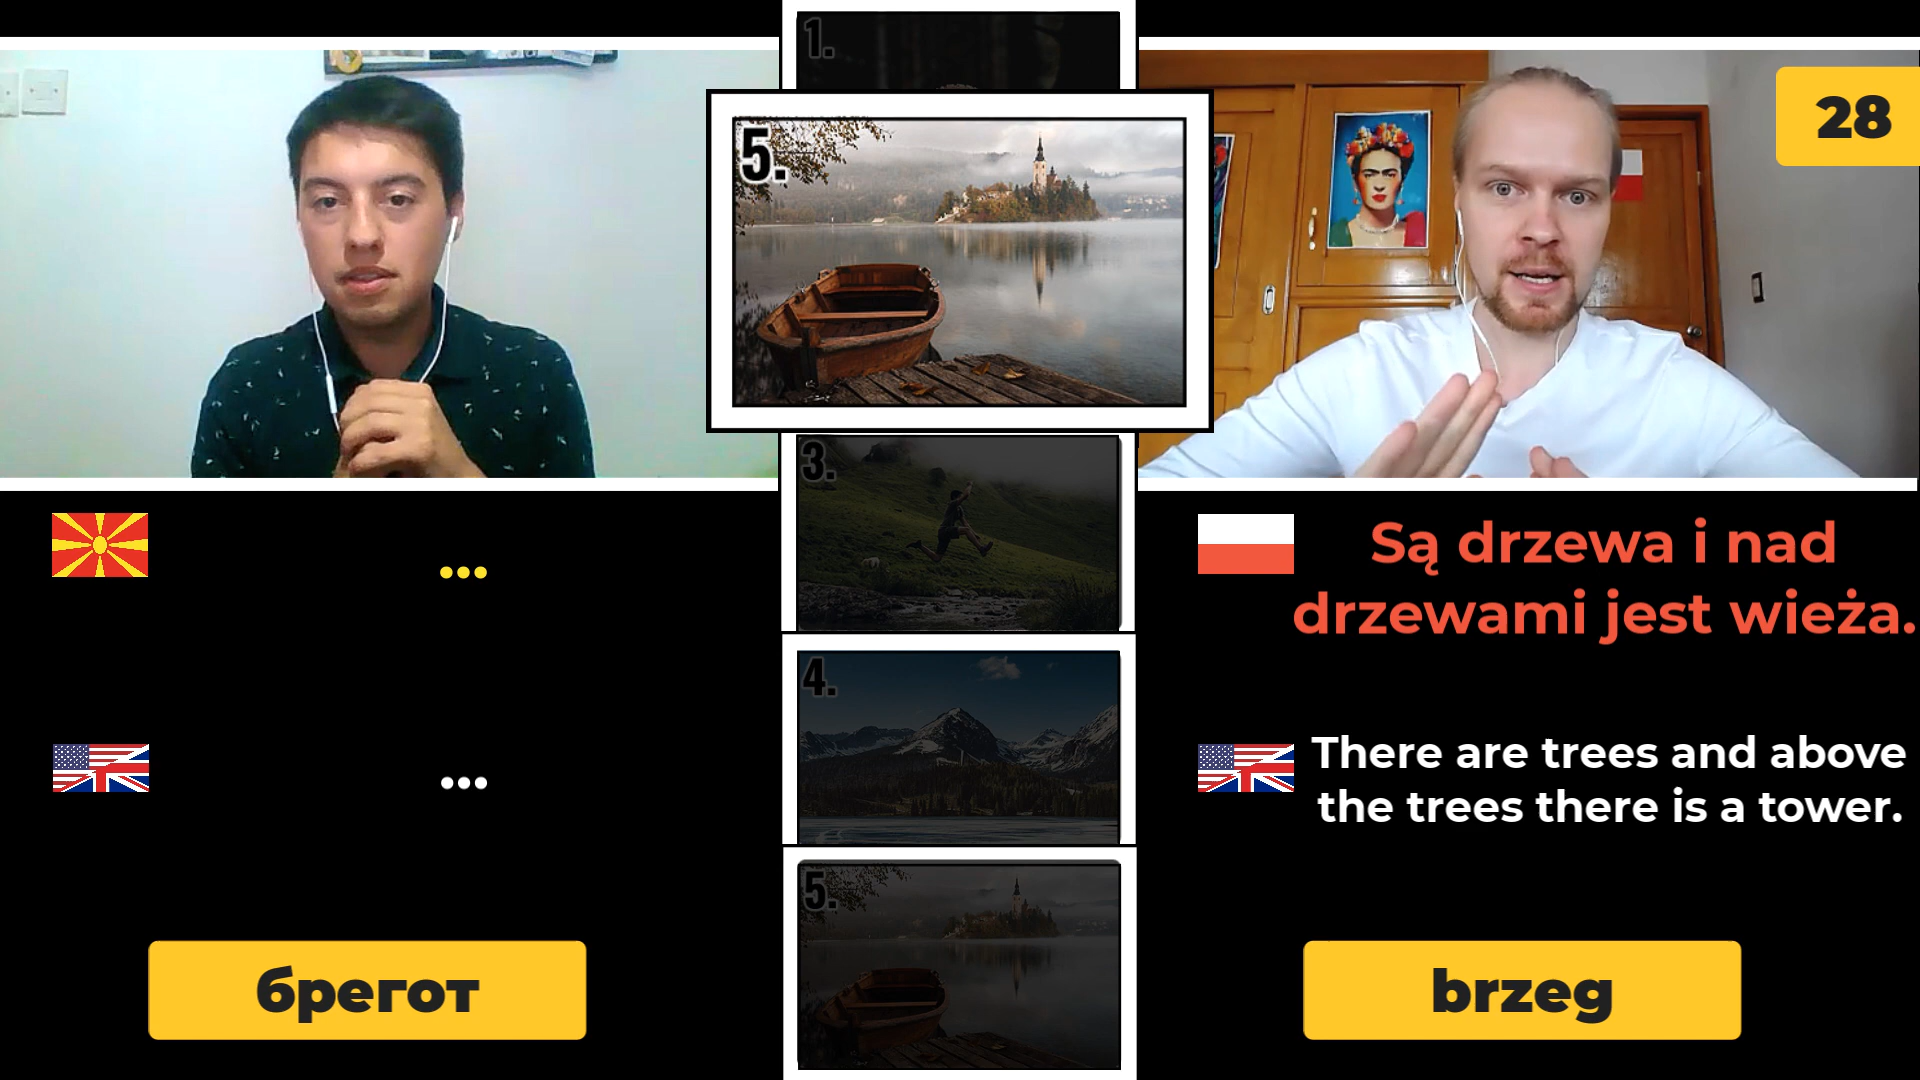 1.
5.
28
3.
4.
5.
...
...
Są drzewa i nad
drzewami jest wieża.
There are trees and above
the trees there is a tower.
брегот
brzeg